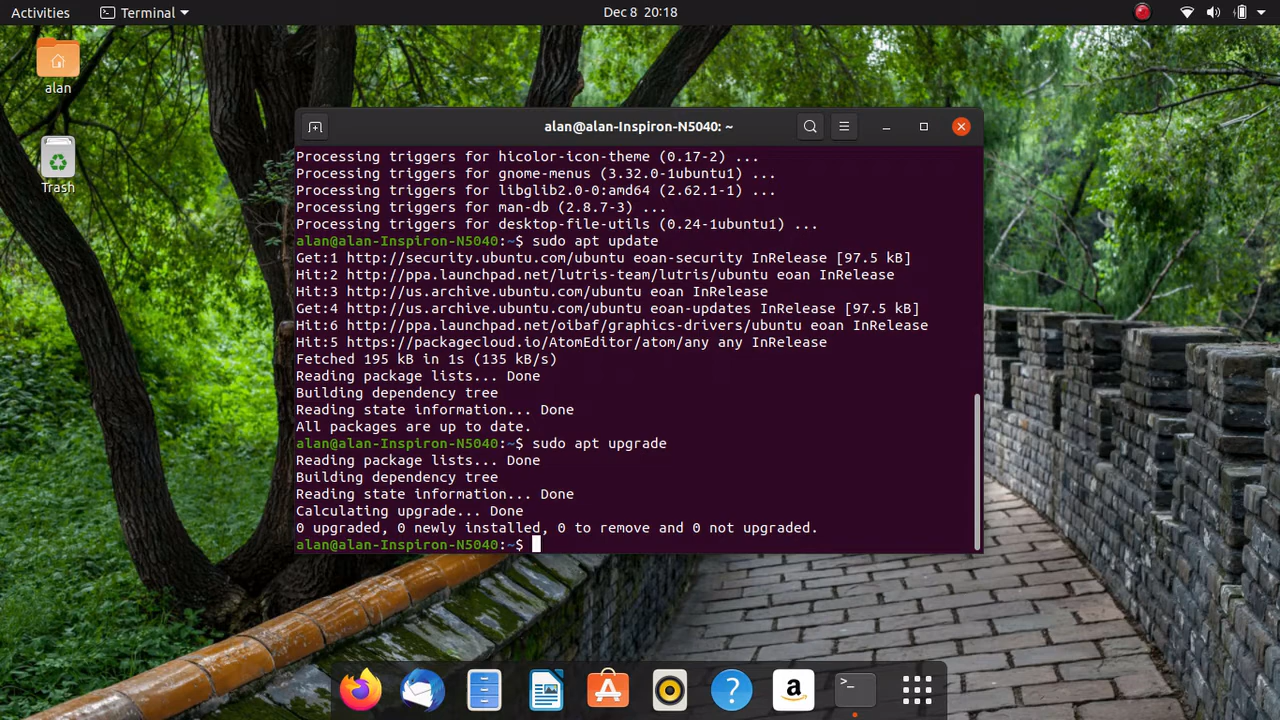 Activities
Terminal
Dec 8 20:18
alan
Trash
alan@alan-Inspiron-N5040: ~
Processing triggers for hicolor-icon-theme (0.17-2) ...
Processing triggers for gnome-menus (3.32.0-1ubuntu1) ...
Processing triggers for libglib2.0-0:amd64 (2.62.1-1) ...
Processing triggers for man-db (2.8.7-3) ...
Processing triggers for desktop-file-utils (0.24-1ubuntu1) ...
alan@alan-Inspiron-N5040:~$ sudo apt update
Get:1 http://security.ubuntu.com/ubuntu eoan-security InRelease [97.5 kB]
Hit:2 http://ppa.launchpad.net/lutris-team/lutris/ubuntu eoan InRelease
Hit:3 http://us.archive.ubuntu.com/ubuntu eoan InRelease
Get:4 http://us.archive.ubuntu.com/ubuntu eoan-updates InRelease [97.5 kB]
Hit:6 http://ppa.launchpad.net/oibaf/graphics-drivers/ubuntu eoan InRelease
Hit:5 https://packagecloud.io/AtomEditor/atom/any any InRelease
Fetched 195 kB in 1s (135 kB/s)
Reading package lists... Done
Building dependency tree
Reading state information... Done
All packages are up to date.
alan@alan-Inspiron-N5040:~$ sudo apt upgrade
Reading package lists... Done
Building dependency tree
Reading state information... Done
Calculating upgrade... Done
0 upgraded, 0 newly installed, 0 to remove and 0 not upgraded.
alan@alan-Inspiron-N5040:~$